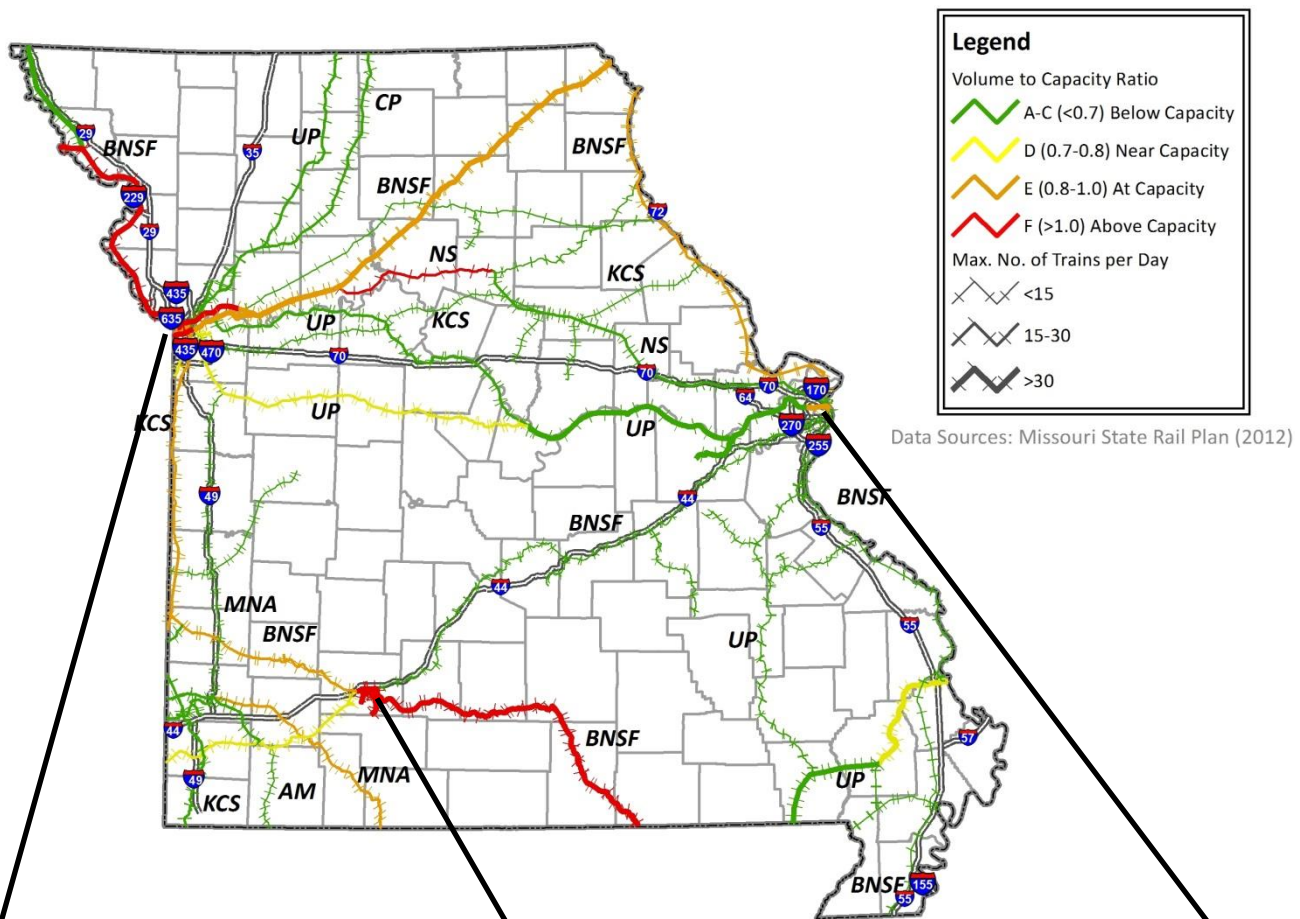 Legend
Volume to Capacity Ratio
A-C (<0.7) Below Capacity
D (0.7-0.8) Near Capacity
E (0.8-1.0) At Capacity
F (>1.0) Above Capacity
Max. No. of Trains per Day
<15
15-30
>30
Data Sources: Missouri State Rail Plan (2012)
CP
29
UP
BNSF
35
BNSF
BNSF
229
72
29
NS
KCS
435
635
UP
KCS
NS
435
470
70
70
70
170
64
UP
KCS
UP
270
255
49
44
BNSF
BNSF
55
44
MNA
BNSF
55
UP
44
BNSF
57
49
MNA
AM
KCS
UP
BNSF
155
55